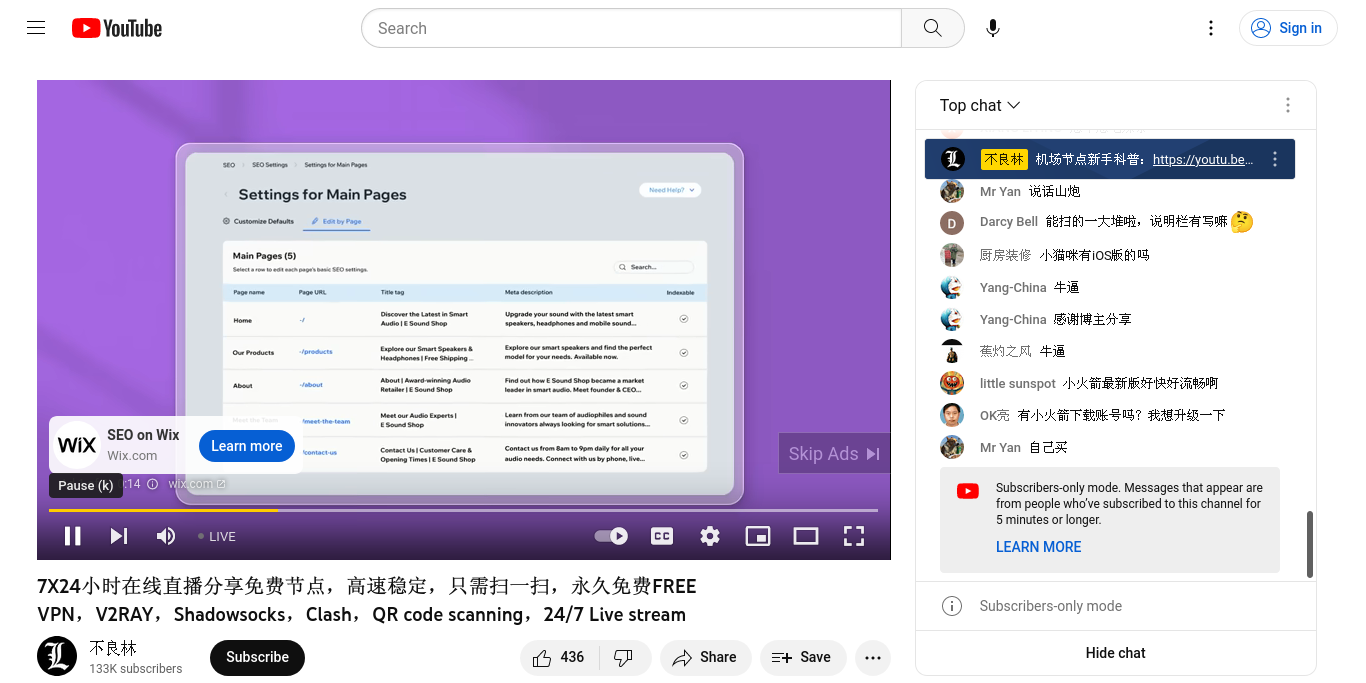 YouTube
Search
Sign in
SEO › SEO Settings › Settings for Main Pages
Settings for Main Pages
Need Help?
Customize Defaults
Edit by Page
Main Pages (5)
Select a row to edit each page's basic SEO settings.
Search...
Page name Page URL Title tag Meta description Indexable
Home -/ Discover the Latest in Smart Upgrade your sound with the latest smart
Audio | E Sound Shop speakers, headphones and mobile sound...
Our Products -/products Explore our Smart Speakers & Explore our smart speakers and find the perfect
Headphones | Free Shipping ... model for your needs. Available now.
About -/about About | Award-winning Audio Find out how E Sound Shop became a market
Retailer | E Sound Shop leader in smart audio. Meet founder & CEO...
/meet-the-team Meet our Audio Experts | Learn from our team of audiophiles and sound
E Sound Shop innovators always looking for smart solutions...
/contact-us Contact Us | Customer Care & Contact us from 8am to 9pm daily for all your
Opening Times | E Sound Shop audio needs. Connect with us by phone, live...
WiX
SEO on Wix
Wix.com
Learn more
Skip Ads
Pause (k)
:14
wix.com
LIVE
CC
7X24小时在线直播分享免费节点，高速稳定，只需扫一扫，永久免费FREE
VPN，V2RAY，Shadowsocks，Clash，QR code scanning，24/7 Live stream
L
不良林
133K subscribers
Subscribe
436
Share
Save
Top chat
L 不良林 机场节点新手科普：https://youtu.be...
Mr Yan 说话山炮
D Darcy Bell 能扫的一大堆啦，说明栏有写嘛
厨房装修 小猫咪有iOS版的吗
Yang-China 牛逼
Yang-China 感谢博主分享
蕉灼之风 牛逼
little sunspot 小火箭最新版好快好流畅啊
OK亮 有小火箭下载账号吗？我想升级一下
Mr Yan 自己买
Subscribers-only mode. Messages that appear are
from people who've subscribed to this channel for
5 minutes or longer.
LEARN MORE
Subscribers-only mode
Hide chat